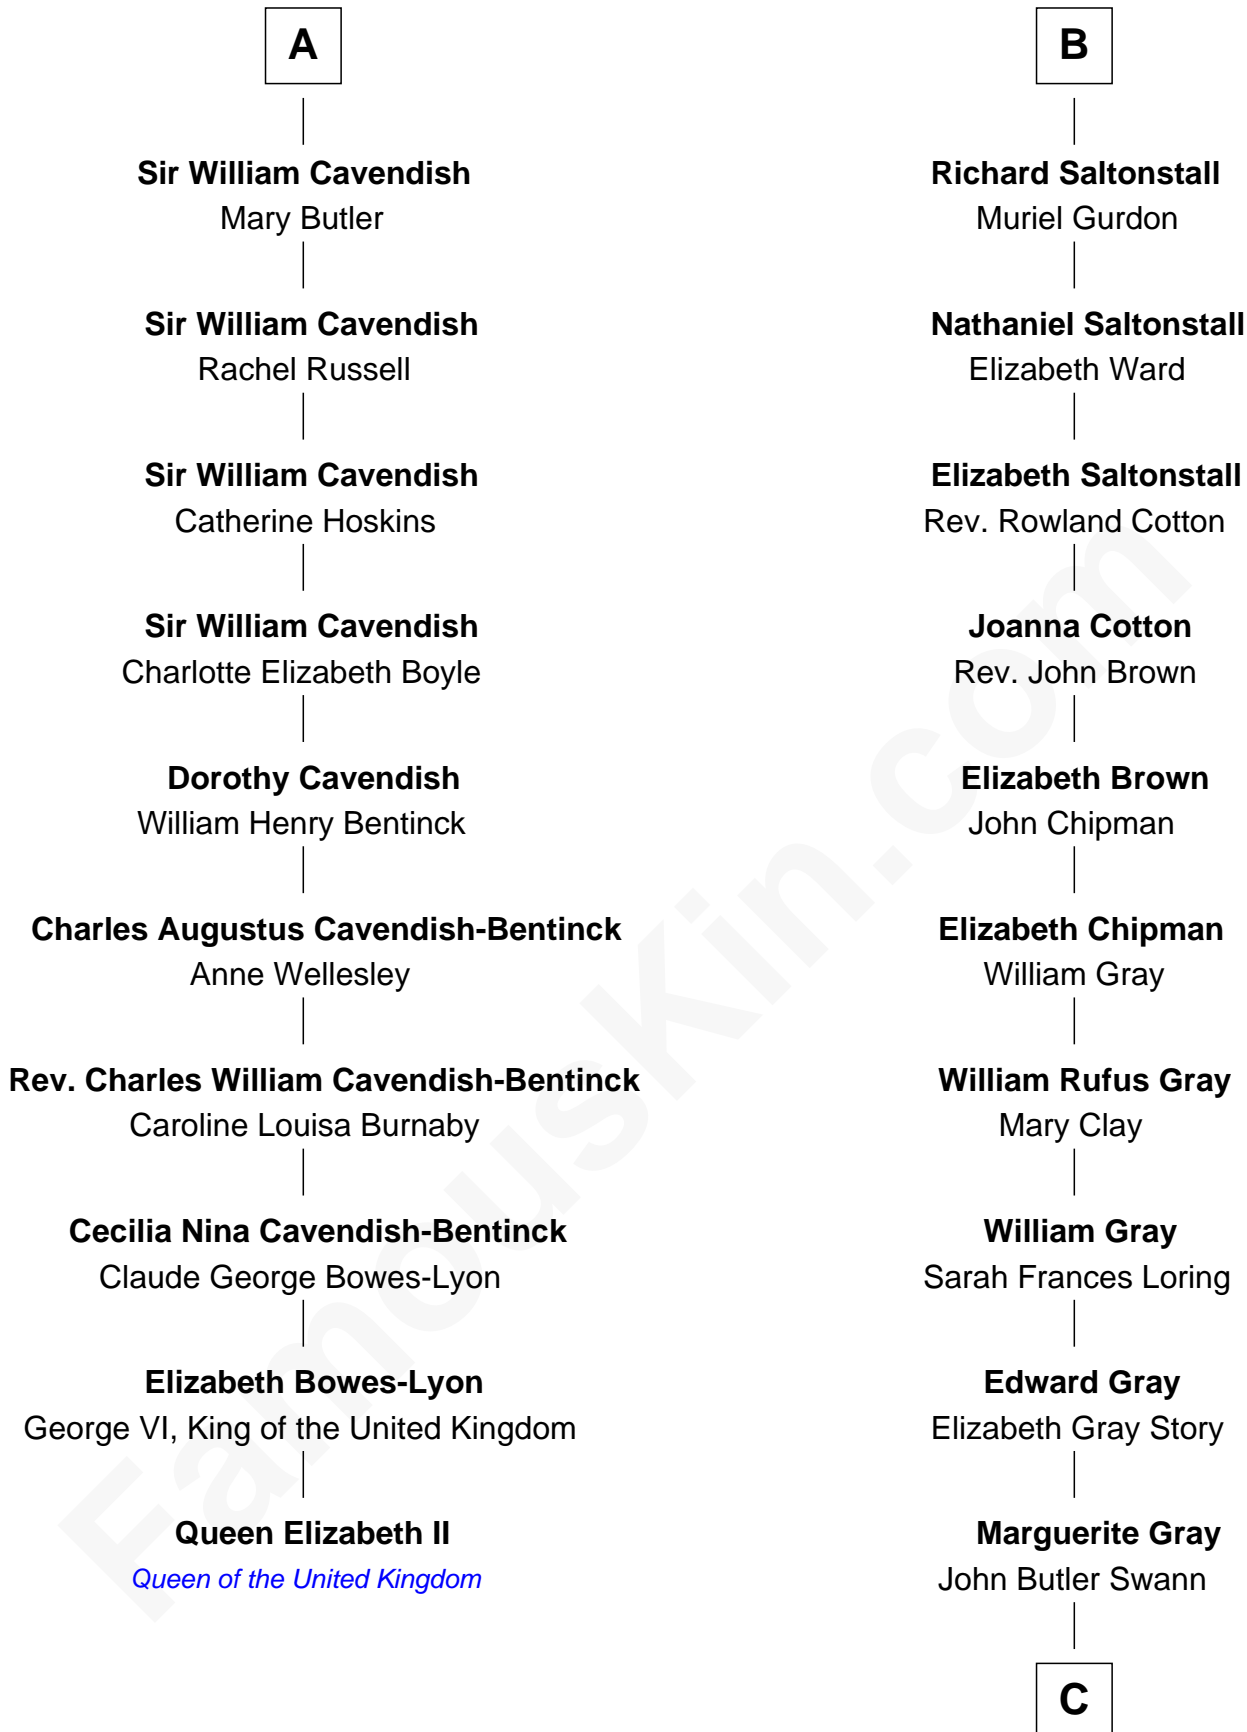 A
Sir William Cavendish
Mary Butler
Sir William Cavendish
Rachel Russell
Sir William Cavendish
Catherine Hoskins
Sir William Cavendish
Charlotte Elizabeth Boyle
Dorothy Cavendish
William Henry Bentinck
Charles Augustus Cavendish-Bentinck
Anne Wellesley
Rev. Charles William Cavendish-Bentinck
Caroline Louisa Burnaby
Cecilia Nina Cavendish-Bentinck
Claude George Bowes-Lyon
Elizabeth Bowes-Lyon
George VI, King of the United Kingdom
Queen Elizabeth II
Queen of the United Kingdom
B
Richard Saltonstall
Muriel Gurdon
Nathaniel Saltonstall
Elizabeth Ward
Elizabeth Saltonstall
Rev. Rowland Cotton
Joanna Cotton
Rev. John Brown
Elizabeth Brown
John Chipman
Elizabeth Chipman
William Gray
William Rufus Gray
Mary Clay
William Gray
Sarah Frances Loring
Edward Gray
Elizabeth Gray Story
Marguerite Gray
John Butler Swann
C
FamousKin.com